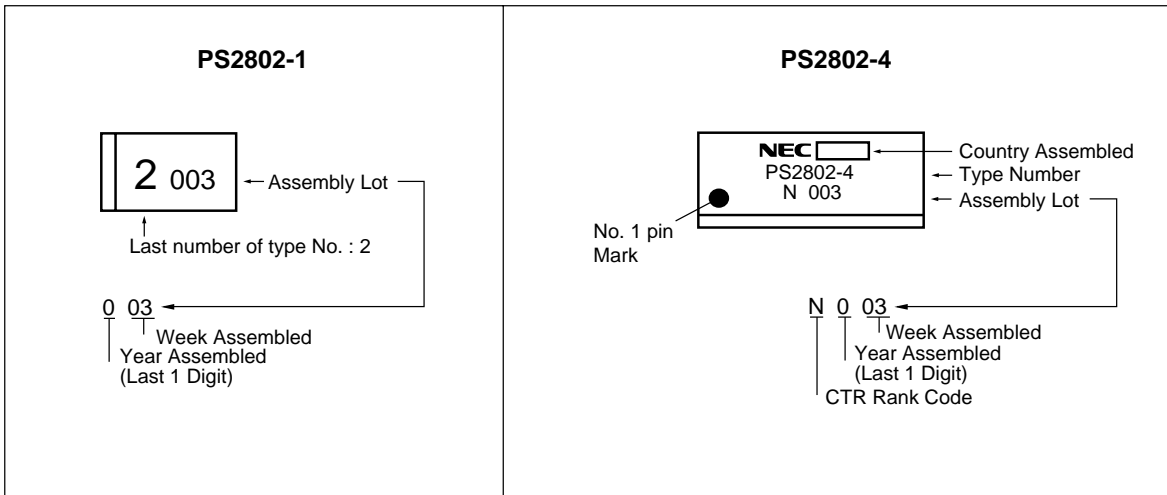 PS2802-1
2 003
Assembly Lot
Last number of type No. : 2
0 03
Week Assembled
Year Assembled
(Last 1 Digit)
PS2802-4
NEC
Country Assembled
PS2802-4
Type Number
N 003
Assembly Lot
No. 1 pin
Mark
N 0 03
Week Assembled
Year Assembled
(Last 1 Digit)
CTR Rank Code